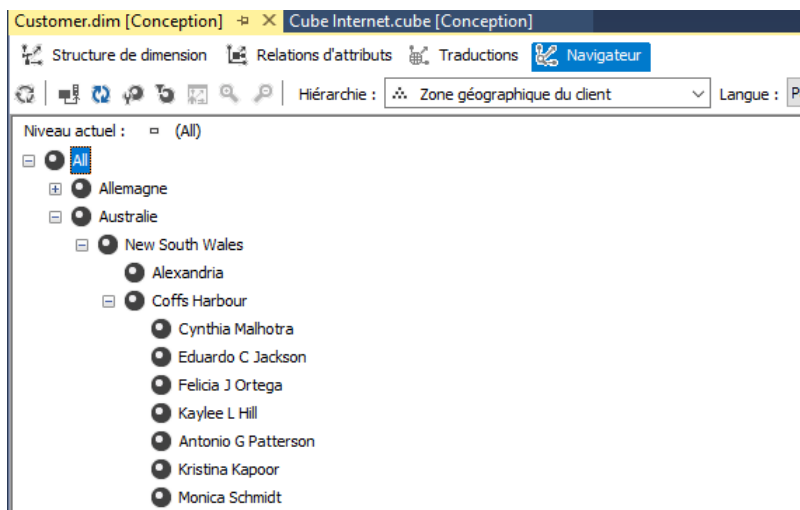 Customer.dim [Conception] Cube Internet.cube [Conception]
Structure de dimension Relations d'attributs Traductions Navigateur
Hiérarchie : Zone géographique du client Langue : P
Niveau actuel : (All)
All
Allemagne
Australie
New South Wales
Alexandria
Coffs Harbour
Cynthia Malhotra
Eduardo C Jackson
Felicia J Ortega
Kaylee L Hill
Antonio G Patterson
Kristina Kapoor
Monica Schmidt